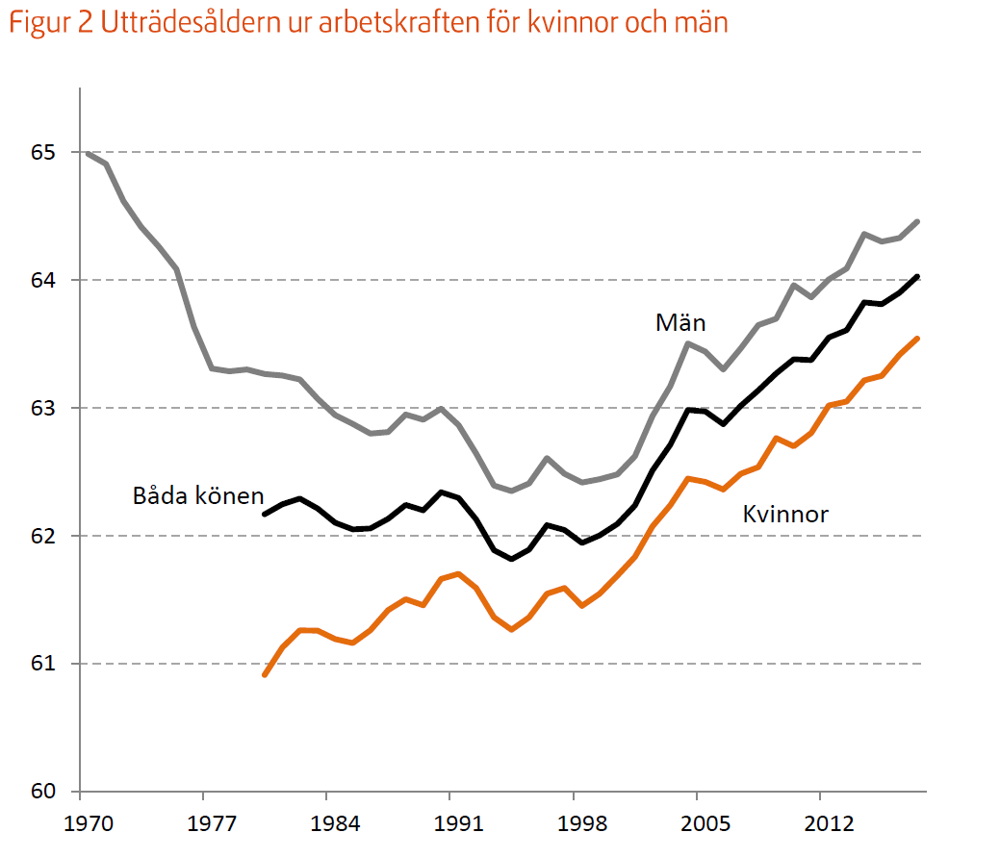 Figur 2 Utträdesåldern ur arbetskraften för kvinnor och män
65
64
Män
63
Båda könen
Kvinnor
62
61
60
1970 1977 1984 1991 1998 2005 2012